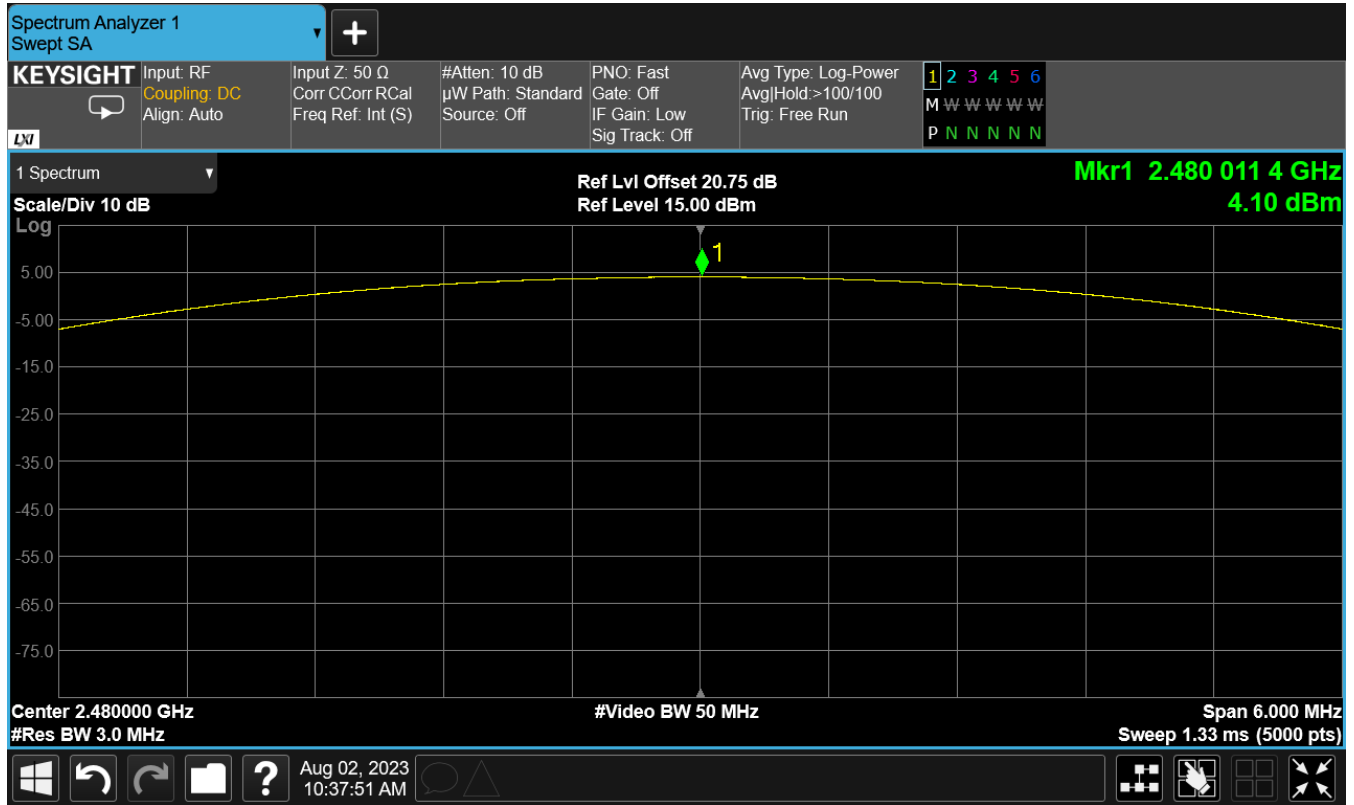 Spectrum Analyzer 1
Swept SA
+
KEYSIGHT
LXI
Input: RF
Coupling: DC
Align: Auto
Input Z: 50 Ω
Corr CCorr RCal
Freq Ref: Int (S)
#Atten: 10 dB
µW Path: Standard
Source: Off
PNO: Fast
Gate: Off
IF Gain: Low
Sig Track: Off
Avg Type: Log-Power
Avg|Hold:>100/100
Trig: Free Run
1 2 3 4 5 6
M W W W W W
P N N N N N
1 Spectrum
Scale/Div 10 dB
Ref Lvl Offset 20.75 dB
Ref Level 15.00 dBm
Mkr1 2.480 011 4 GHz
4.10 dBm
Log
1
5.00
-5.00
-15.0
-25.0
-35.0
-45.0
-55.0
-65.0
-75.0
Center 2.480000 GHz
#Res BW 3.0 MHz
#Video BW 50 MHz
Span 6.000 MHz
Sweep 1.33 ms (5000 pts)
?
Aug 02, 2023
10:37:51 AM